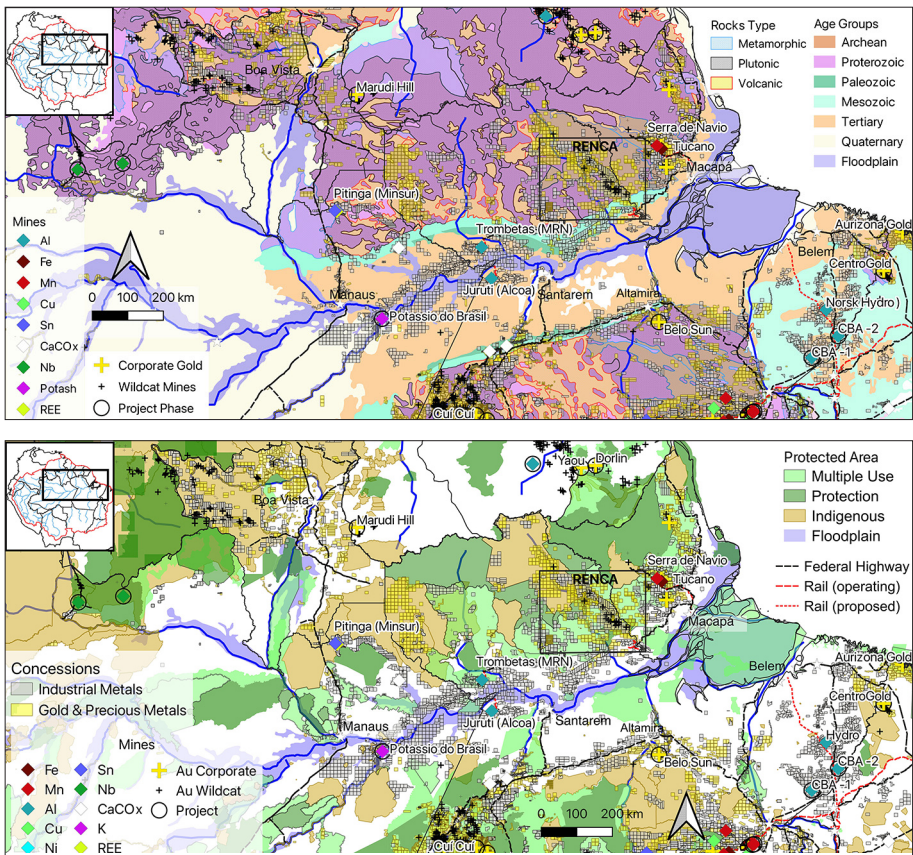 Rocks Type
Metamorphic
Plutonic
Volcanic
Age Groups
Archean
Proterozoic
Paleozoic
Mesozoic
Tertiary
Quaternary
Floodplain
Boa Vista
Marudi Hill
Serra de Navio
RENCA
Tucano
Macapá
Pitinga (Minsur)
Trombetas (MRN)
Aurizona Gold
Belem
CentroGold
Juruti (Alcoa)
Santarem
Altamira
Norsk Hydro)
Manaus
Potassio do Brasil
Belo Sun
CBA -2
CBA -1
Cuí Cuí
Mines
Al
Fe
Mn
Cu
Sn
CaCOx
Nb
Potash
REE
0 100 200 km
Corporate Gold
Wildcat Mines
Project Phase
Protected Area
Multiple Use
Protection
Indigenous
Floodplain
Federal Highway
Rail (operating)
Rail (proposed)
Yaou
Dorlin
Boa Vista
Marudi Hill
Serra de Navio
RENCA
Tucano
Macapá
Pitinga (Minsur)
Trombetas (MRN)
Belem
Aurizona Gold
CentroGold
Juruti (Alcoa)
Santarem
Manaus
Altamira
Hydro
Potassio do Brasil
Belo Sun
CBA -2
CBA -1
Cuí Cuí
Concessions
Industrial Metals
Gold & Precious Metals
Mines
Fe
Mn
Al
Cu
Ni
Sn
Nb
CaCOx
K
REE
Au Corporate
Au Wildcat
Project
0 100 200 km